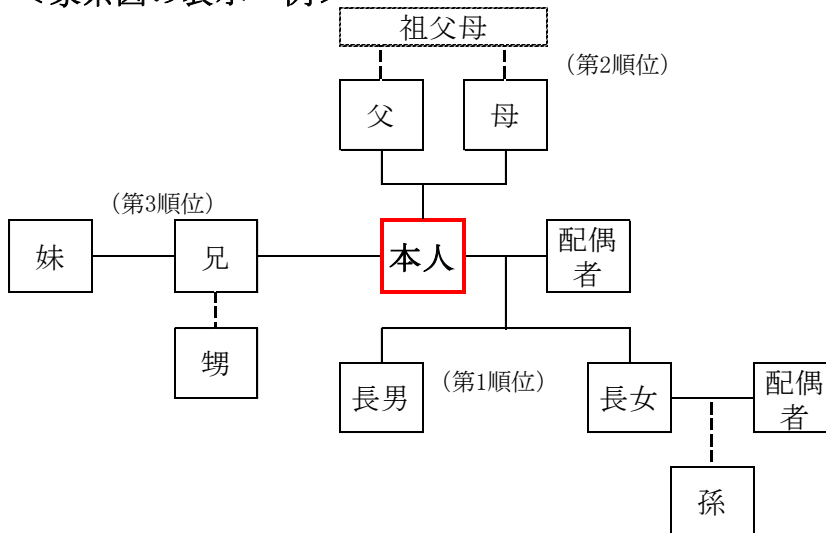 祖父母
(第2順位)
父
母
(第3順位)
妹
兄
本人
配偶
者
甥
長男
(第1順位)
長女
配偶
者
孫